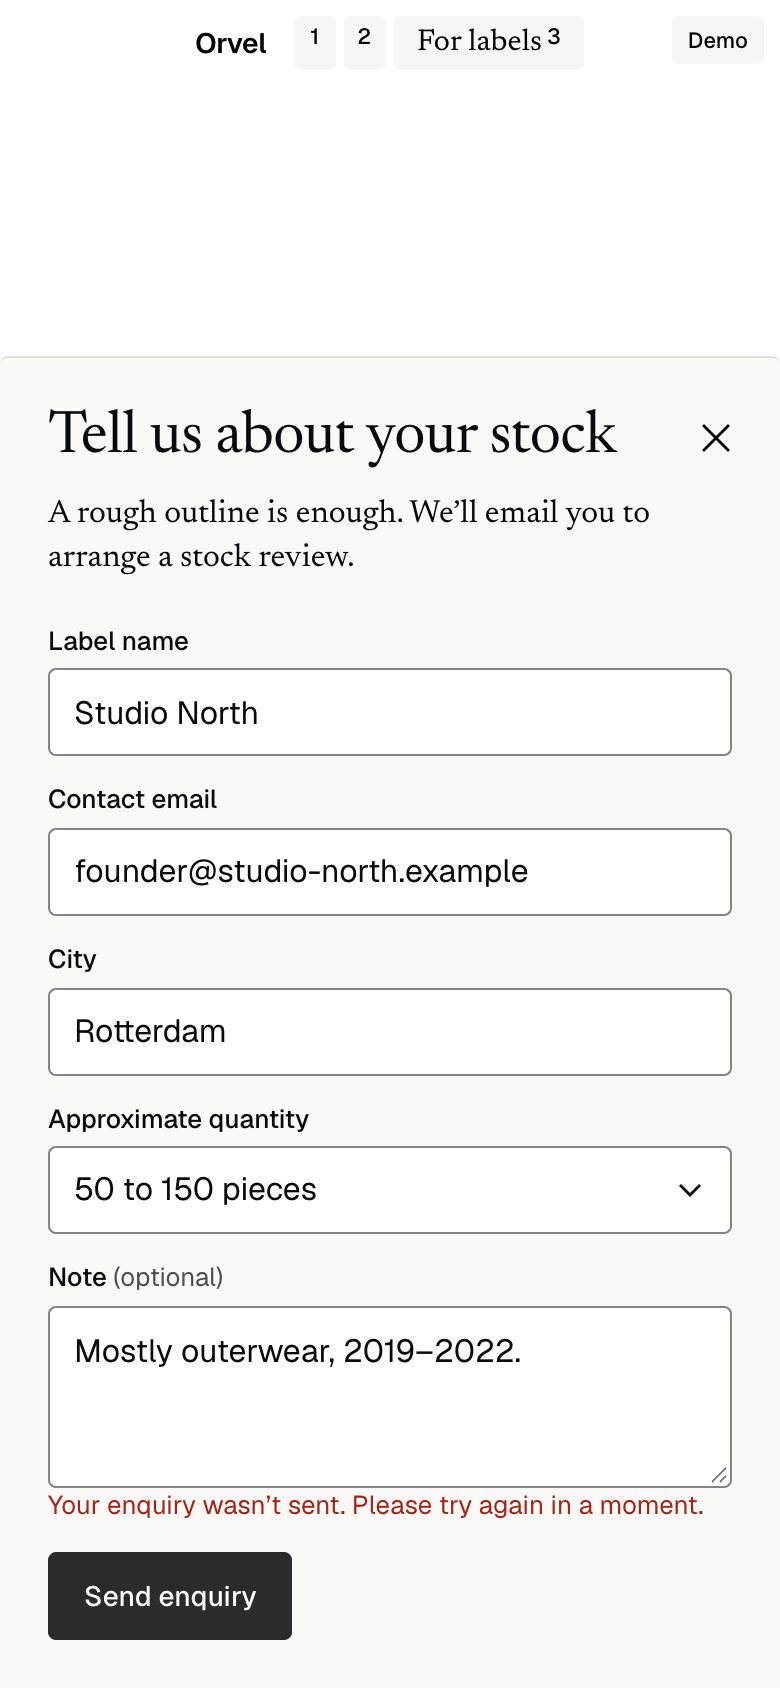 Orvel
1
2
For labels 3
Demo
Tell us about your stock
A rough outline is enough. We’ll email you to
arrange a stock review.
Label name
Studio North
Contact email
founder@studio-north.example
City
Rotterdam
Approximate quantity
50 to 150 pieces
Note (optional)
Mostly outerwear, 2019–2022.
Your enquiry wasn’t sent. Please try again in a moment.
Send enquiry